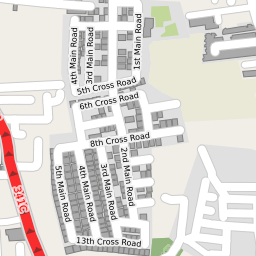 4th Main Road
3rd Main Road
1st Main Road
5th Cross Road
6th Cross Road
8th Cross Road
5th Main Road
4th Main Road
3rd Main Road
2nd Main Road
341G
13th Cross Road